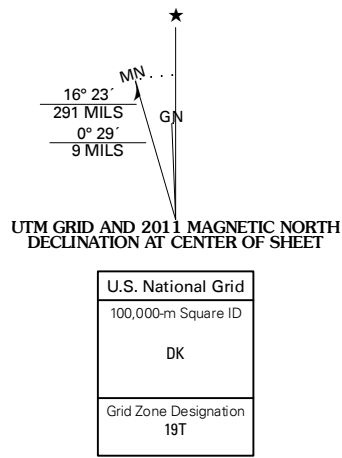 ★
MN
GN
16° 23´
291 MILS
0° 29´
9 MILS
UTM GRID AND 2011 MAGNETIC NORTH
DECLINATION AT CENTER OF SHEET
U.S. National Grid
100,000-m Square ID
DK
Grid Zone Designation
19T